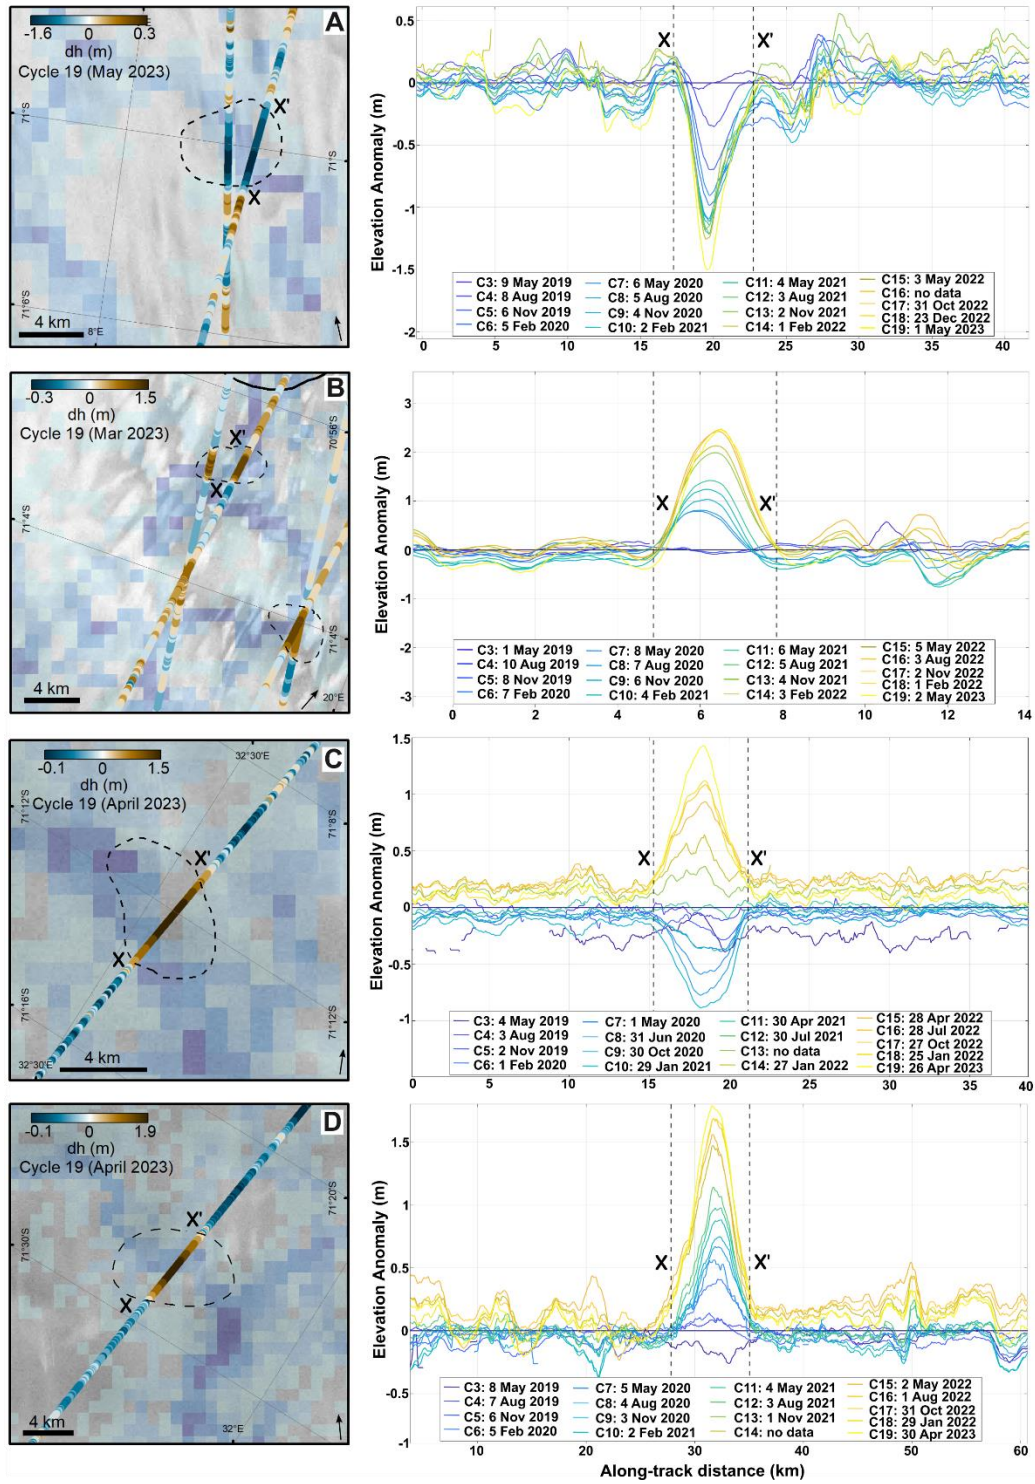 A
-1.6 0 0.3
dh (m)
Cycle 19 (May 2023)
71°S
X'
71°S
X
71°6'S
4 km
8°E
Elevation Anomaly (m)
0.5
0
-0.5
-1
-1.5
-2
X X'
C3: 9 May 2019 C7: 6 May 2020 C11: 4 May 2021 C15: 3 May 2022
C4: 8 Aug 2019 C8: 5 Aug 2020 C12: 3 Aug 2021 C16: no data
C5: 6 Nov 2019 C9: 4 Nov 2020 C13: 2 Nov 2021 C17: 31 Oct 2022
C6: 5 Feb 2020 C10: 2 Feb 2021 C14: 1 Feb 2022 C18: 23 Dec 2022
C19: 1 May 2023
0 5 10 15 20 25 30 35 40
B
-0.3 0 1.5
dh (m)
Cycle 19 (Mar 2023)
X'
70°56'S
X
71°4'S
71°4'S
4 km
20°E
Elevation Anomaly (m)
3
2
1
0
-1
-2
-3
X X'
C3: 1 May 2019 C7: 8 May 2020 C11: 6 May 2021 C15: 5 May 2022
C4: 10 Aug 2019 C8: 7 Aug 2020 C12: 5 Aug 2021 C16: 3 Aug 2022
C5: 8 Nov 2019 C9: 6 Nov 2020 C13: 4 Nov 2021 C17: 2 Nov 2022
C6: 7 Feb 2020 C10: 4 Feb 2021 C14: 3 Feb 2022 C18: 1 Feb 2022
C19: 2 May 2023
0 2 4 6 8 10 12 14
C
-0.1 0 1.5
dh (m)
Cycle 19 (April 2023)
32°30'E
71°12'S
71°8'S
X'
X
71°16'S
71°12'S
32°30'E
4 km
Elevation Anomaly (m)
1.5
1
0.5
0
-0.5
-1
X X'
C3: 4 May 2019 C7: 1 May 2020 C11: 30 Apr 2021 C15: 28 Apr 2022
C4: 3 Aug 2019 C8: 31 Jun 2020 C12: 30 Jul 2021 C16: 28 Jul 2022
C5: 2 Nov 2019 C9: 30 Oct 2020 C13: no data C17: 27 Oct 2022
C6: 1 Feb 2020 C10: 29 Jan 2021 C14: 27 Jan 2022 C18: 25 Jan 2022
C19: 26 Apr 2023
0 5 10 15 20 25 30 35 40
D
-0.1 0 1.9
dh (m)
Cycle 19 (April 2023)
71°20'S
X'
71°30'S
X
4 km
32°E
Elevation Anomaly (m)
1.5
1
0.5
0
-0.5
-1
X X'
C3: 8 May 2019 C7: 5 May 2020 C11: 4 May 2021 C15: 2 May 2022
C4: 7 Aug 2019 C8: 4 Aug 2020 C12: 3 Aug 2021 C16: 1 Aug 2022
C5: 6 Nov 2019 C9: 3 Nov 2020 C13: 1 Nov 2021 C17: 31 Oct 2022
C6: 5 Feb 2020 C10: 2 Feb 2021 C14: no data C18: 29 Jan 2022
C19: 30 Apr 2023
10 20 30 40 50 60
Along-track distance (km)